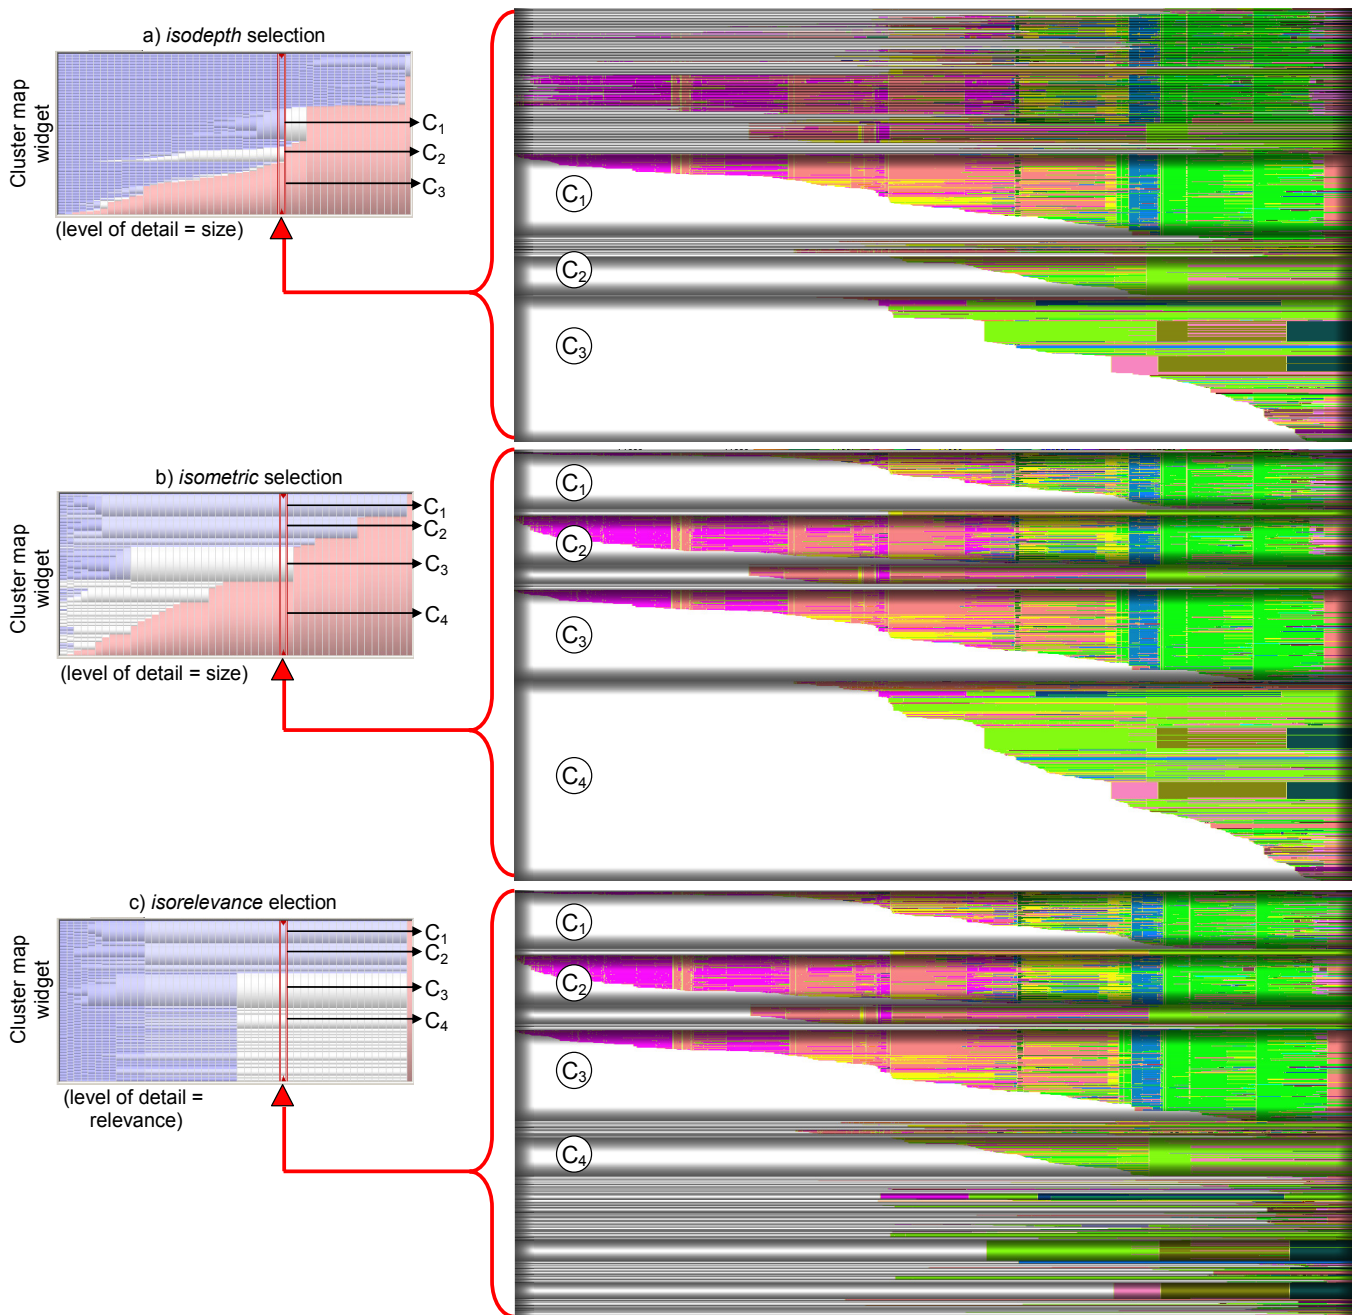 a) isodepth selection
Cluster map
widget
C1
C2
C3
(level of detail = size)
C1
C2
C3
b) isometric selection
Cluster map
widget
C1
C2
C3
C4
(level of detail = size)
C1
C2
C3
C4
c) isorelevance election
Cluster map
widget
C1
C2
C3
C4
(level of detail =
relevance)
C1
C2
C3
C4